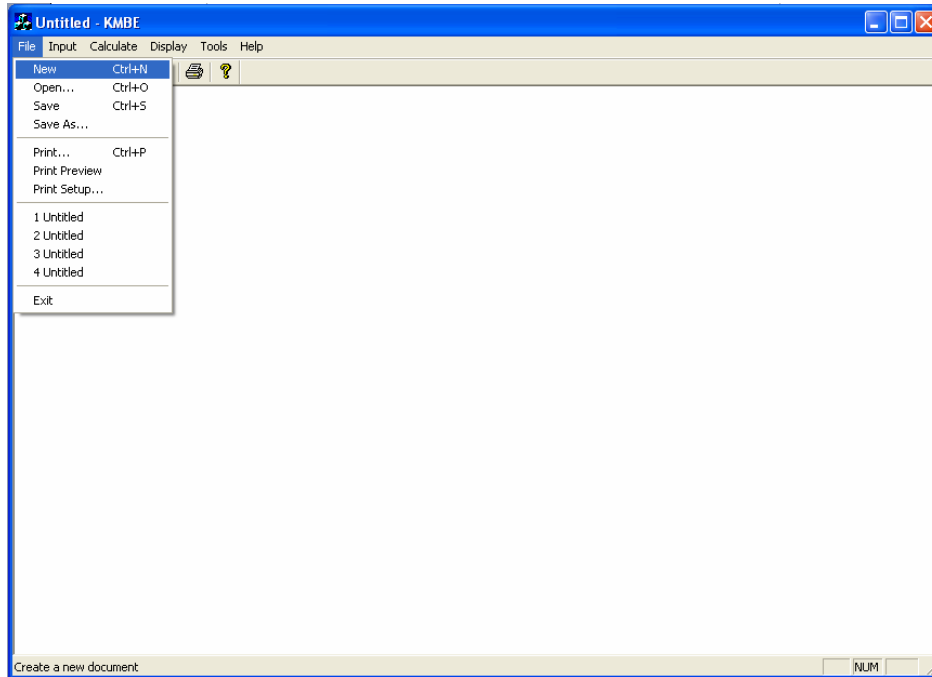 Untitled - KMBE
File Input Calculate Display Tools Help
New Ctrl+N
Open... Ctrl+O
Save Ctrl+S
Save As...
Print... Ctrl+P
Print Preview
Print Setup...
1 Untitled
2 Untitled
3 Untitled
4 Untitled
Exit
Create a new document NUM